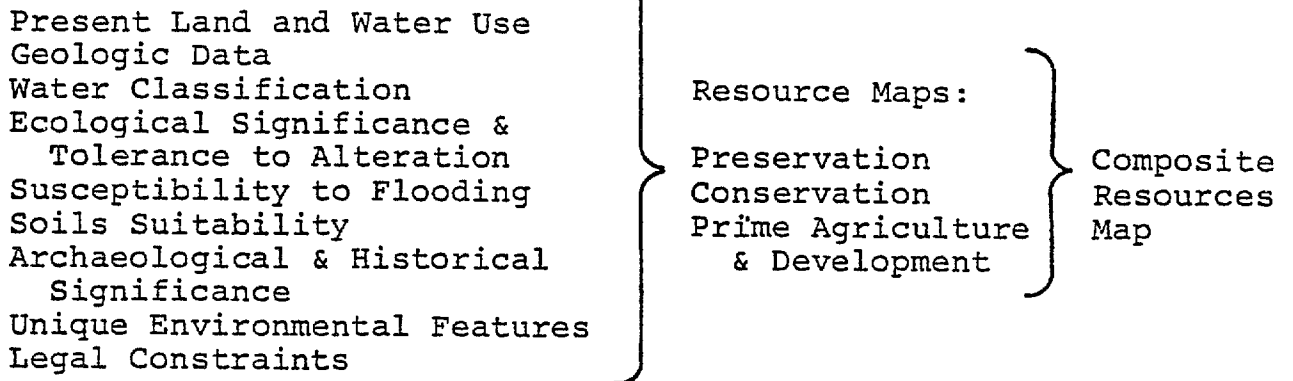 Present Land and Water Use
Geologic Data
Water Classification
Ecological Significance &
Tolerance to Alteration
Susceptibility to Flooding
Soils Suitability
Archaeological & Historical
Significance
Unique Environmental Features
Legal Constraints
Resource Maps:
Preservation
Conservation
Prime Agriculture
& Development
Composite
Resources
Map